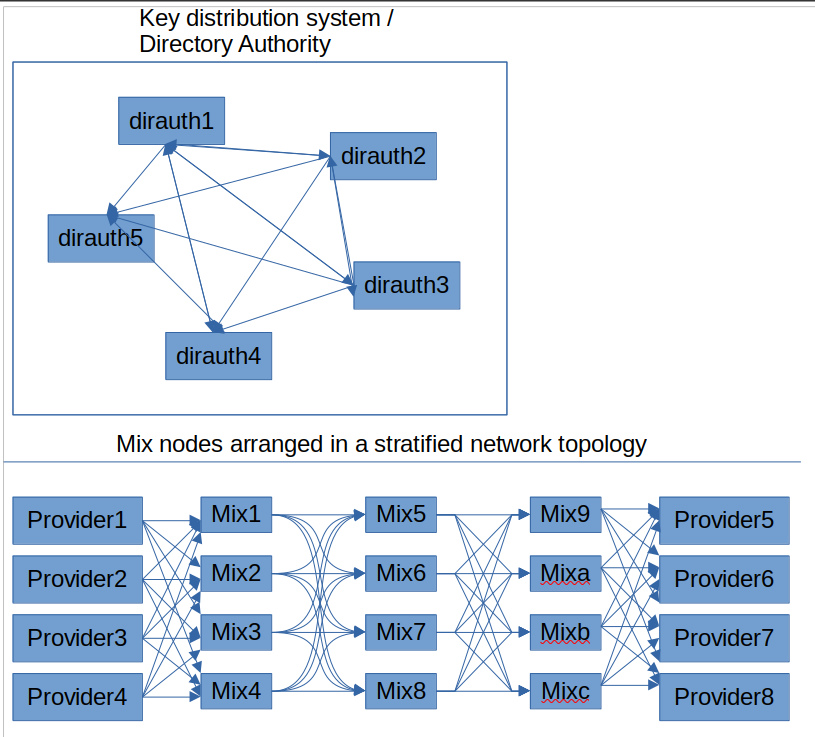 Key distribution system /
Directory Authority
dirauth1
dirauth2
dirauth5
dirauth3
dirauth4
Mix nodes arranged in a stratified network topology
Provider1 Mix1 Mix5 Mix9 Provider5
Provider2 Mix2 Mix6 Mixa Provider6
Provider3 Mix3 Mix7 Mixb Provider7
Provider4 Mix4 Mix8 Mixc Provider8